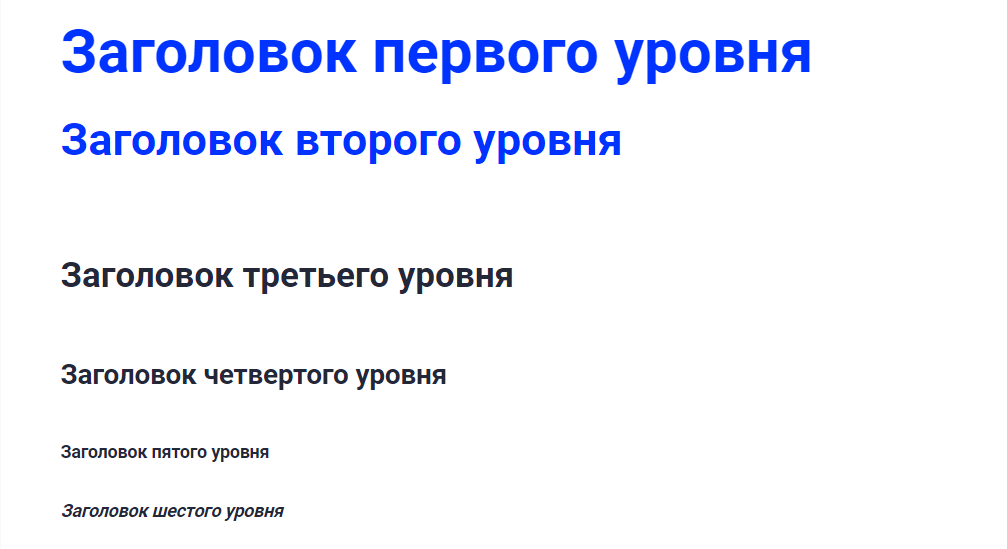 Заголовок первого уровня
Заголовок второго уровня
Заголовок третьего уровня
Заголовок четвертого уровня
Заголовок пятого уровня
Заголовок шестого уровня